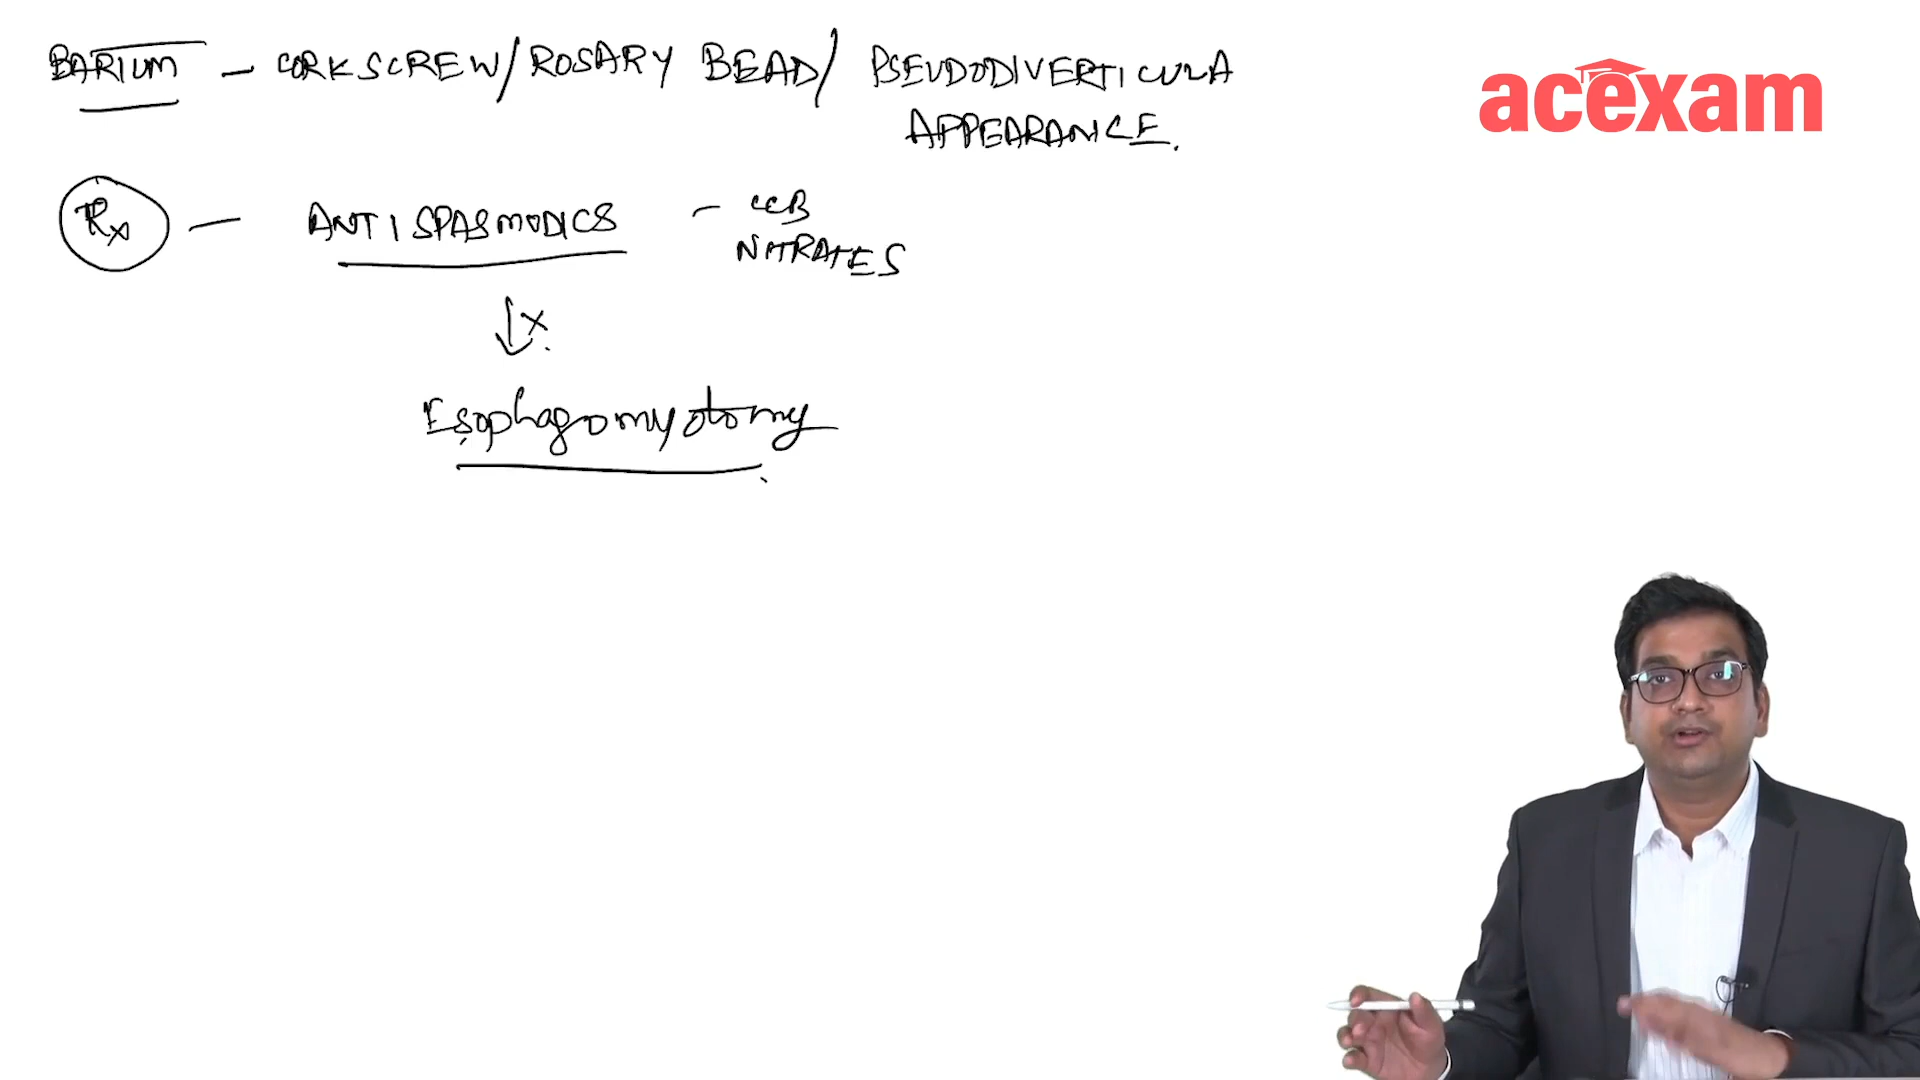 BARIUM - CORKSCREW/ROSARY BEAD/ PSEUDODIVERTICULA
APPEARANCE.
acexam
Rx - ANTISPASMODICS - CCB
NITRATES
x
Esophagomyotomy